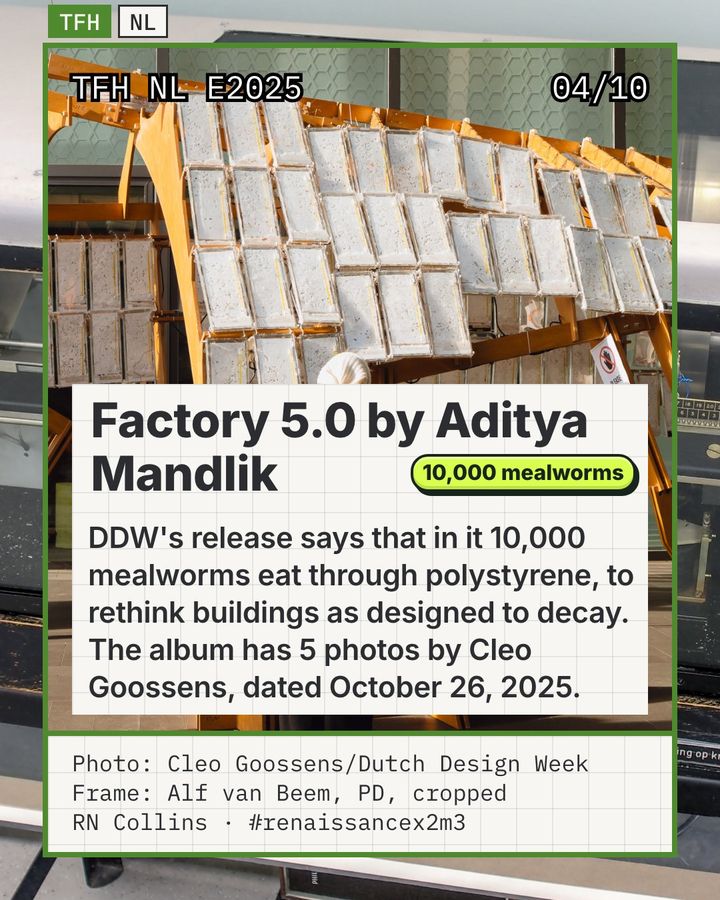 TFH NL
TFH NL E2025 04/10
Factory 5.0 by Aditya
Mandlik
10,000 mealworms
DDW's release says that in it 10,000
mealworms eat through polystyrene, to
rethink buildings as designed to decay.
The album has 5 photos by Cleo
Goossens, dated October 26, 2025.
Photo: Cleo Goossens/Dutch Design Week
Frame: Alf van Beem, PD, cropped
RN Collins · #renaissancex2m3